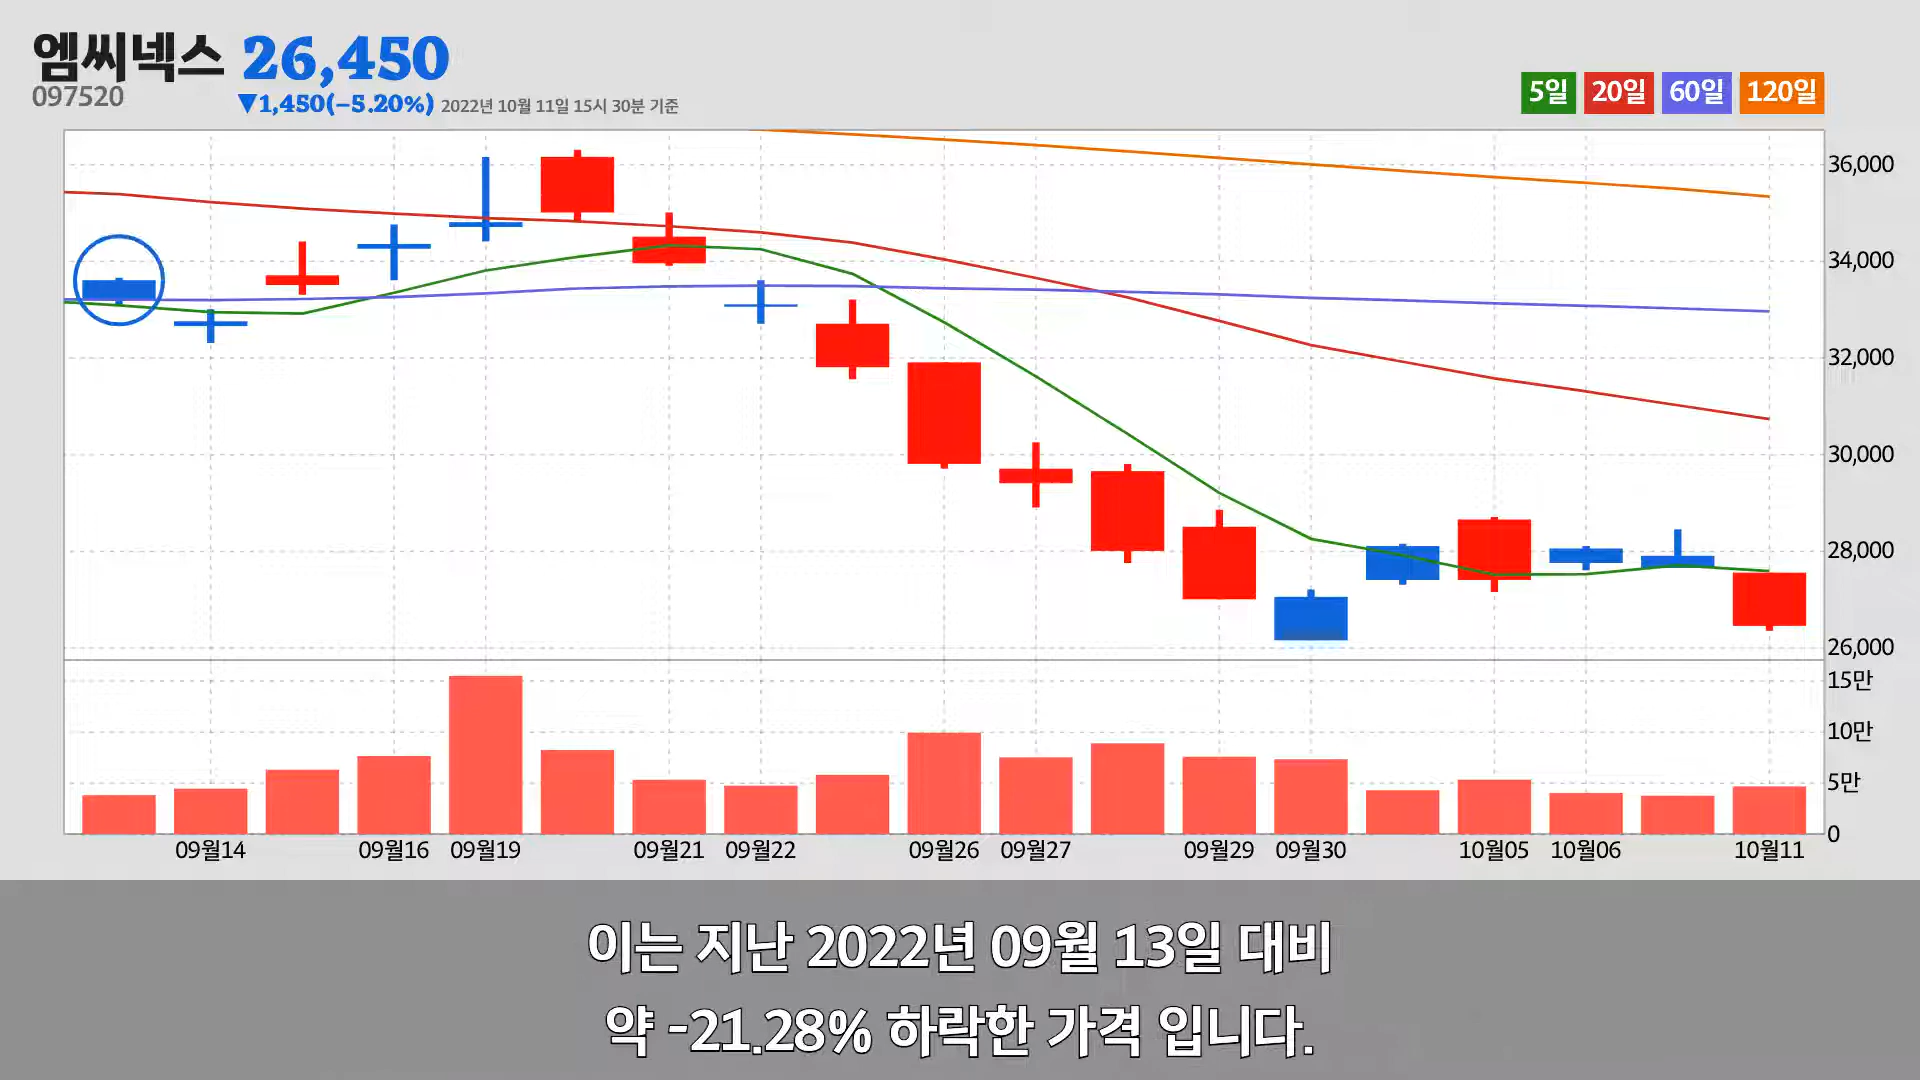 엠씨넥스 26,450
097520
▼1,450(-5.20%) 2022년 10월 11일 15시 30분 기준
5일 20일 60일 120일
36,000
34,000
32,000
30,000
28,000
26,000
15만
10만
5만
0
09월14 09월16 09월19 09월21 09월22 09월26 09월27 09월29 09월30 10월05 10월06 10월11
이는 지난 2022년 09월 13일 대비
약 -21.28% 하락한 가격 입니다.